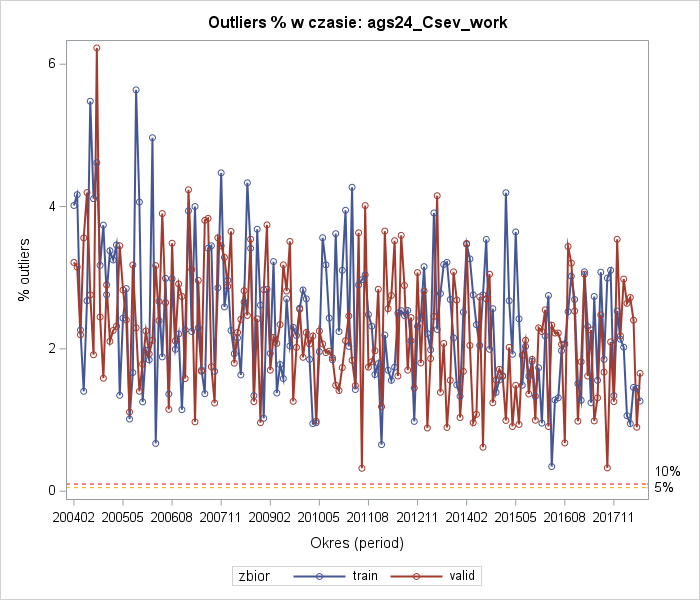 Outliers % w czasie: ags24_Csev_work
% outliers
6
4
2
0
10%
5%
200402 200505 200608 200711 200902 201005 201108 201211 201402 201505 201608 201711
Okres (period)
zbior train valid